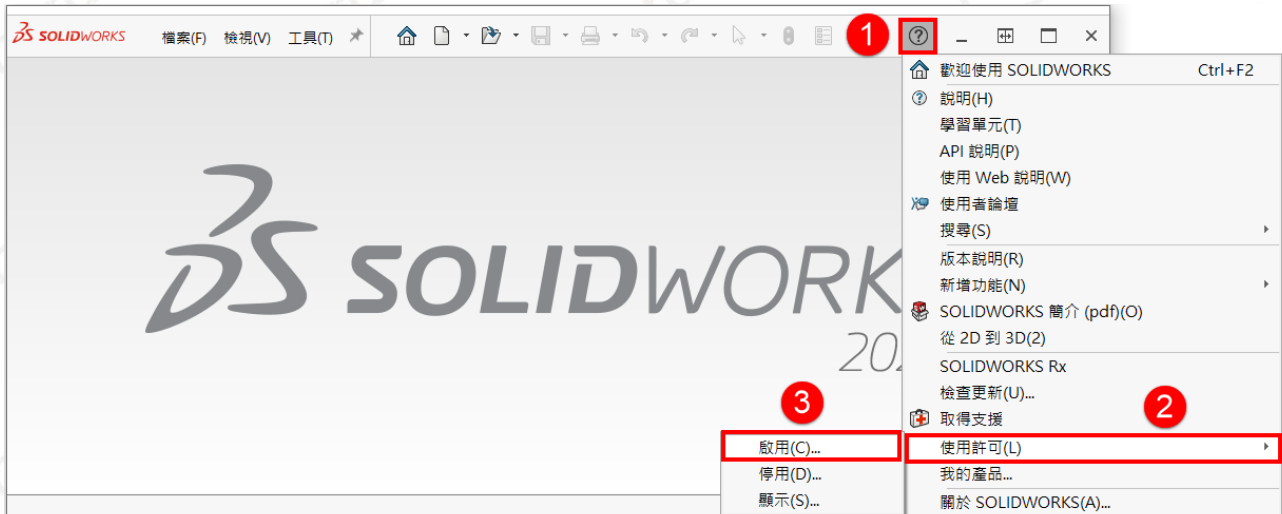 SOLIDWORKS 檔案(F) 檢視(V) 工具(T) 1
歡迎使用 SOLIDWORKS Ctrl+F2
說明(H)
學習單元(T)
API 說明(P)
使用 Web 說明(W)
使用者論壇
搜尋(S)
版本說明(R)
新增功能(N)
SOLIDWORKS 簡介 (pdf)(O)
從 2D 到 3D(2)
SOLIDWORKS Rx
檢查更新(U)...
取得支援
2
使用許可(L)
我的產品...
關於 SOLIDWORKS(A)...
SOLIDWORK
20
3
啟用(C)...
停用(D)...
顯示(S)...